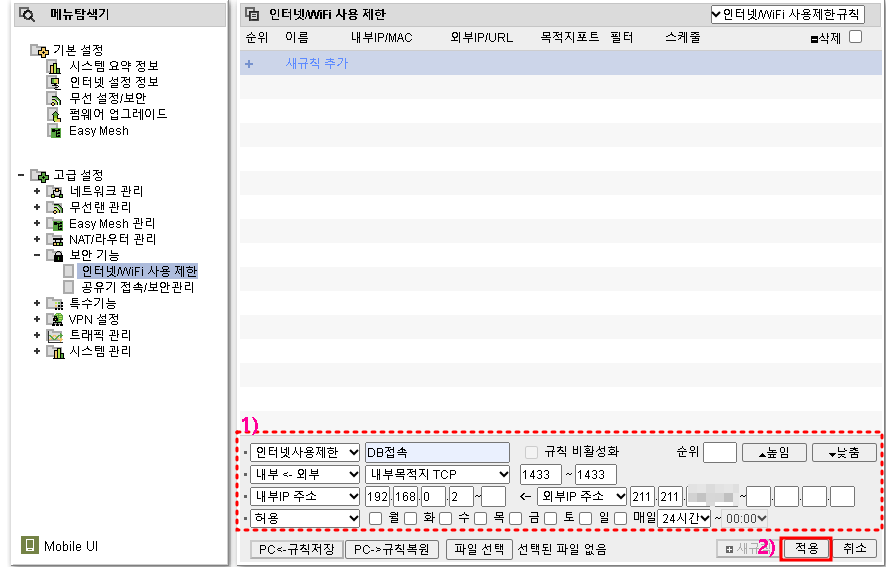 메뉴탐색기
기본 설정
시스템 요약 정보
인터넷 설정 정보
무선 설정/보안
펌웨어 업그레이드
Easy Mesh
고급 설정
네트워크 관리
무선랜 관리
Easy Mesh 관리
NAT/라우터 관리
보안 기능
인터넷/WiFi 사용 제한
공유기 접속/보안관리
특수기능
VPN 설정
트래픽 관리
시스템 관리
Mobile UI
인터넷/WiFi 사용 제한 인터넷/WiFi 사용제한규칙
순위 이름 내부IP/MAC 외부IP/URL 목적지포트 필터 스케줄 삭제
+ 새규칙 추가
1)
인터넷사용제한 DB접속 규칙 비활성화 순위 ▲높임 ▼낮춤
내부 <- 외부 내부목적지 TCP 1433 ~ 1433
내부IP 주소 192 . 168 . 0 . 2 ~ <- 외부IP 주소 211 . 211 . ~ . . .
허용 월 화 수 목 금 토 일 매일 24시간 ~ 00:00
PC<-규칙저장 PC->규칙복원 파일 선택 선택된 파일 없음 새규 2) 적용 취소